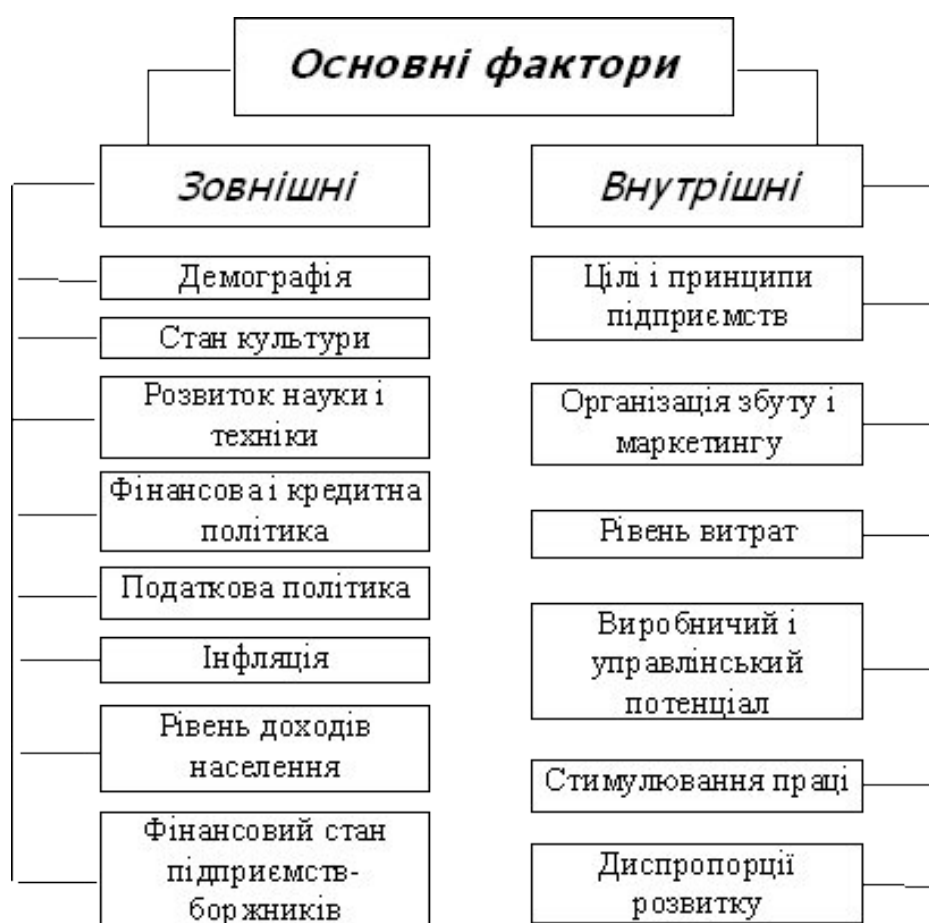 Основні фактори
Зовнішні
Демографія
Стан культури
Розвиток науки і
техніки
Фінансова і кредитна
політика
Податкова політика
Інфляція
Рівень доходів
населення
Фінансовий стан
підприємств-
боржників
Внутрішні
Цілі і принципи
підприємств
Організація збуту і
маркетингу
Рівень витрат
Виробничий і
управлінський
потенціал
Стимулювання праці
Диспропорції
розвитку